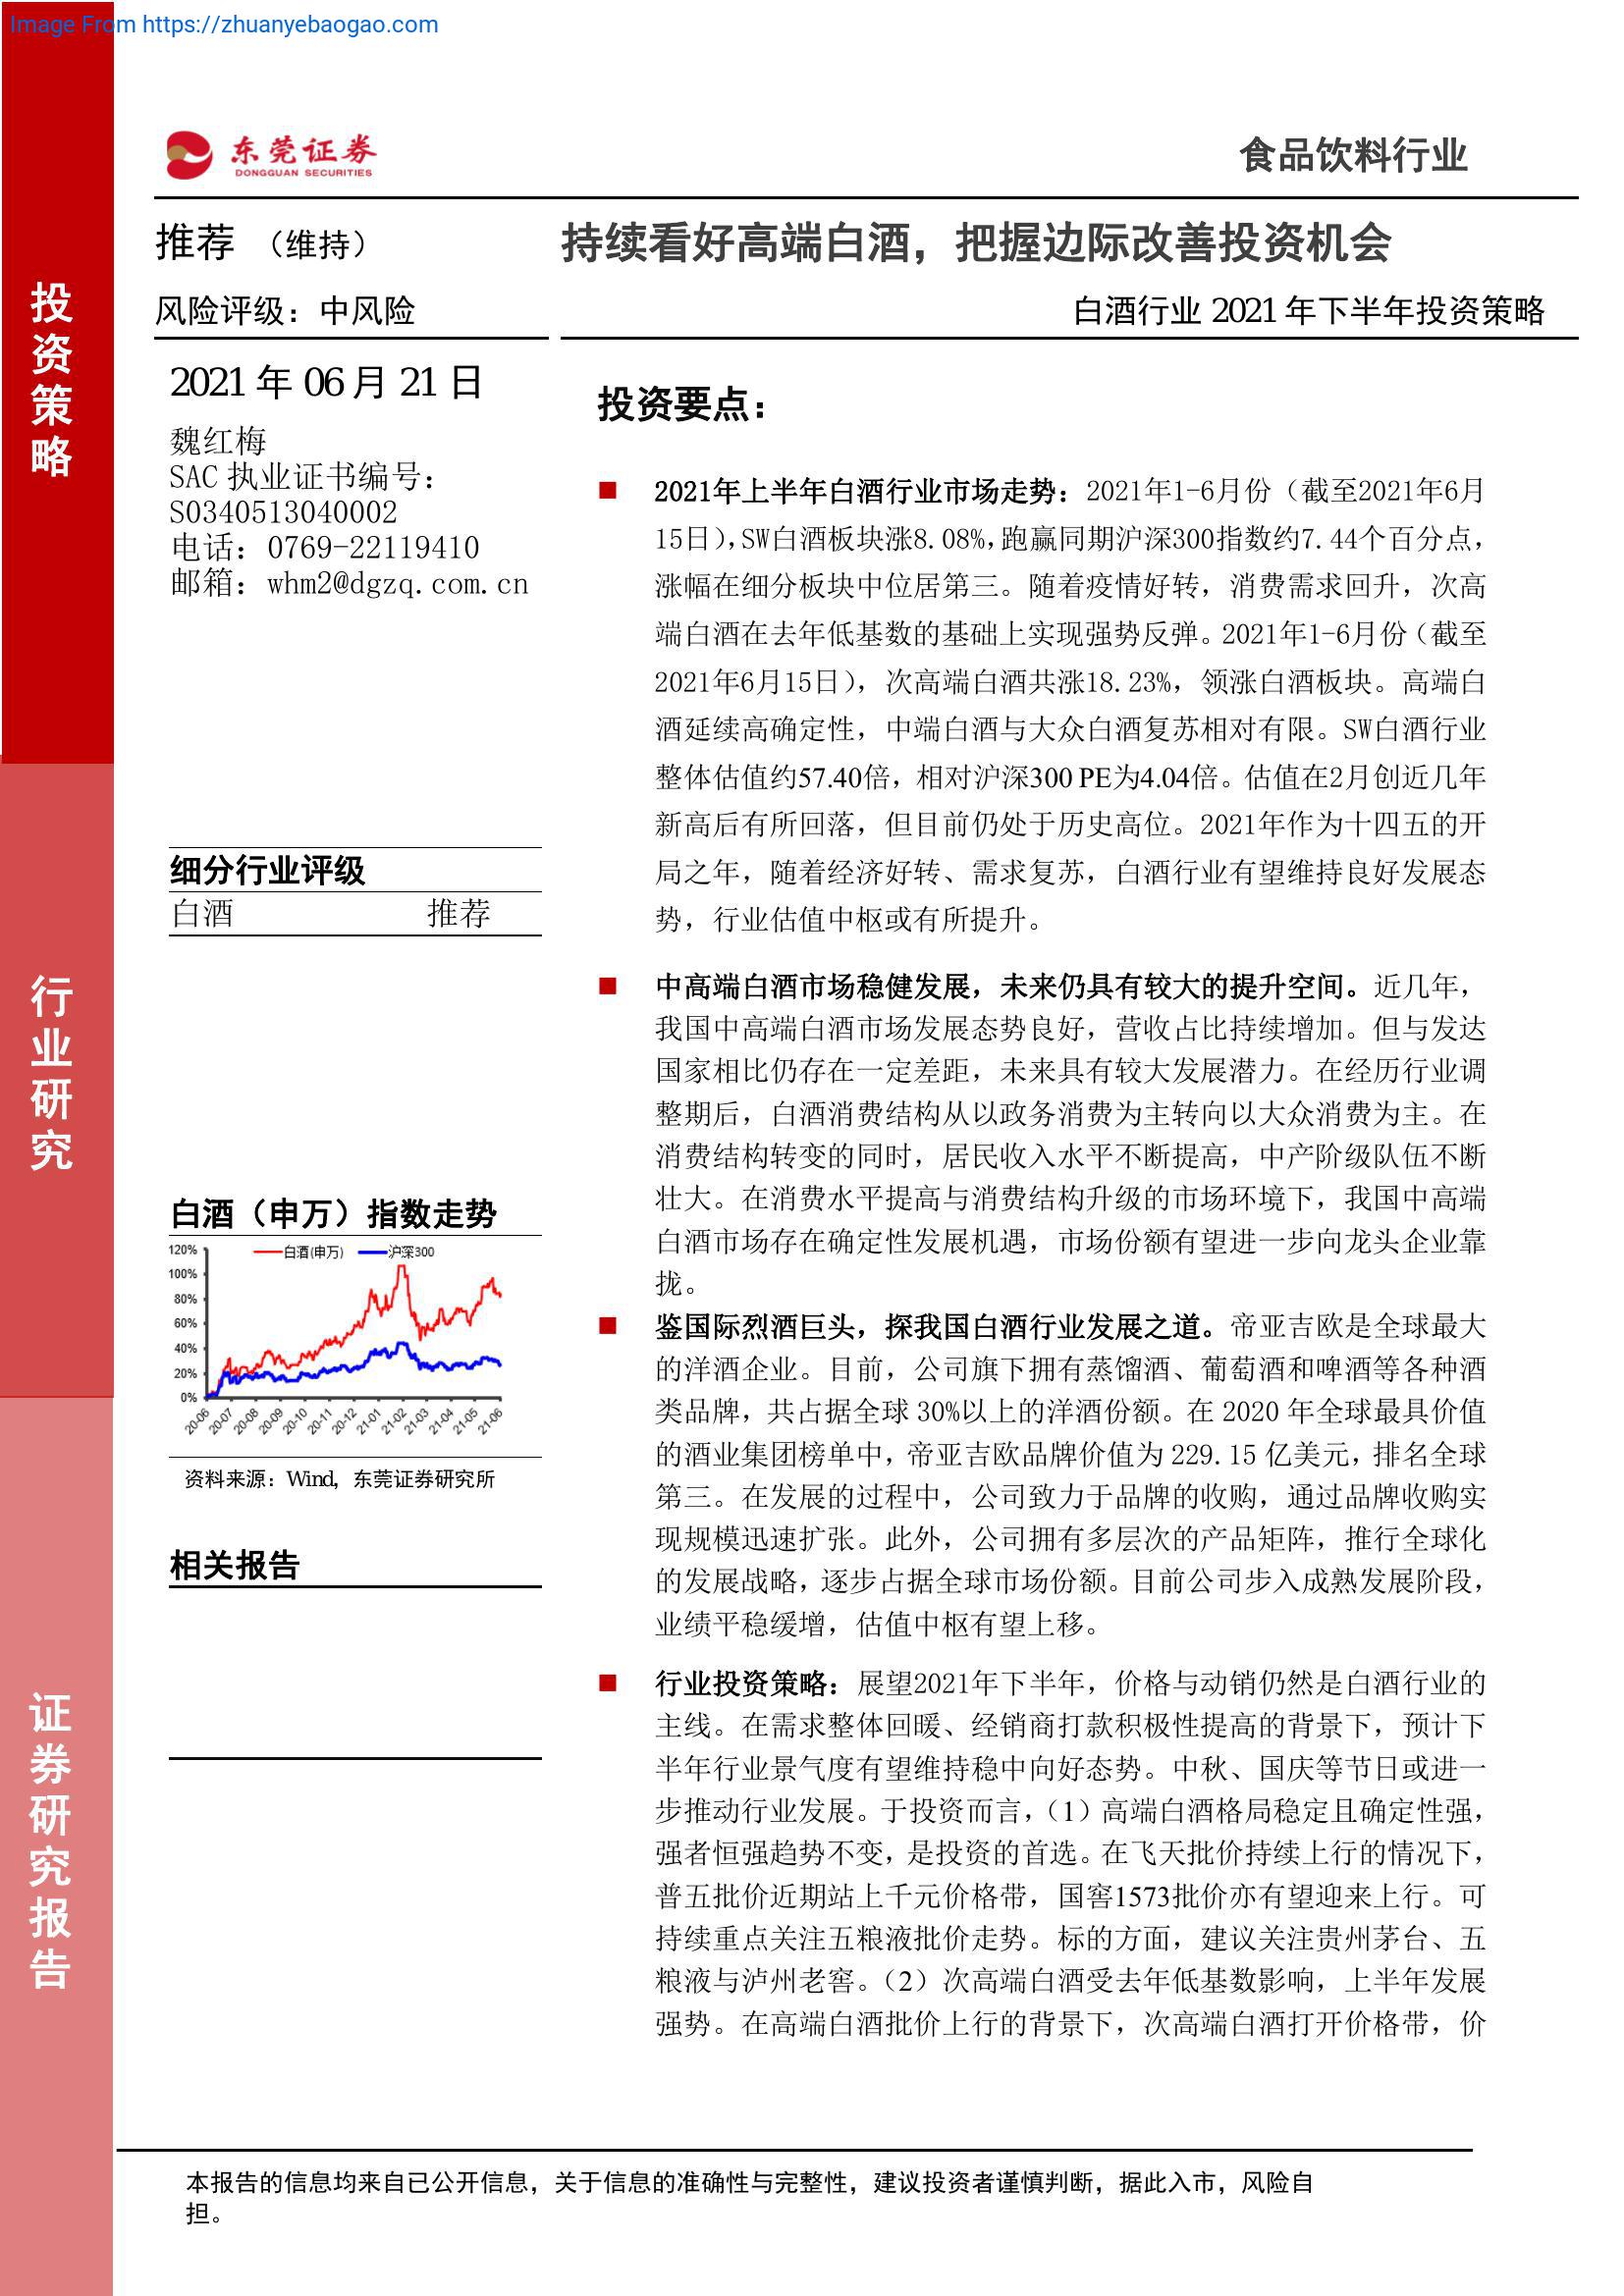 Image From https://zhuanyebaogao.com
东莞证券
DONGGUAN SECURITIES
食品饮料行业
推荐 （维持）
持续看好高端白酒，把握边际改善投资机会
风险评级：中风险
白酒行业 2021 年下半年投资策略
投资策略
行业研究
证券研究报告
2021 年 06 月 21 日
魏红梅
SAC 执业证书编号：
S0340513040002
电话：0769-22119410
邮箱：whm2@dgzq.com.cn
细分行业评级
白酒 推荐
白酒（申万）指数走势
白酒(申万) 沪深300
120%
100%
80%
60%
40%
20%
0%
20-06 20-07 20-08 20-09 20-10 20-11 20-12 21-01 21-02 21-03 21-04 21-05 21-06
资料来源：Wind，东莞证券研究所
相关报告
投资要点：
■ 2021年上半年白酒行业市场走势：2021年1-6月份（截至2021年6月
15日），SW白酒板块涨8.08%，跑赢同期沪深300指数约7.44个百分点，
涨幅在细分板块中位居第三。随着疫情好转，消费需求回升，次高
端白酒在去年低基数的基础上实现强势反弹。2021年1-6月份（截至
2021年6月15日），次高端白酒共涨18.23%，领涨白酒板块。高端白
酒延续高确定性，中端白酒与大众白酒复苏相对有限。SW白酒行业
整体估值约57.40倍，相对沪深300 PE为4.04倍。估值在2月创近几年
新高后有所回落，但目前仍处于历史高位。2021年作为十四五的开
局之年，随着经济好转、需求复苏，白酒行业有望维持良好发展态
势，行业估值中枢或有所提升。
■ 中高端白酒市场稳健发展，未来仍具有较大的提升空间。近几年，
我国中高端白酒市场发展态势良好，营收占比持续增加。但与发达
国家相比仍存在一定差距，未来具有较大发展潜力。在经历行业调
整期后，白酒消费结构从以政务消费为主转向以大众消费为主。在
消费结构转变的同时，居民收入水平不断提高，中产阶级队伍不断
壮大。在消费水平提高与消费结构升级的市场环境下，我国中高端
白酒市场存在确定性发展机遇，市场份额有望进一步向龙头企业靠
拢。
■ 鉴国际烈酒巨头，探我国白酒行业发展之道。帝亚吉欧是全球最大
的洋酒企业。目前，公司旗下拥有蒸馏酒、葡萄酒和啤酒等各种酒
类品牌，共占据全球 30%以上的洋酒份额。在 2020 年全球最具价值
的酒业集团榜单中，帝亚吉欧品牌价值为 229.15 亿美元，排名全球
第三。在发展的过程中，公司致力于品牌的收购，通过品牌收购实
现规模迅速扩张。此外，公司拥有多层次的产品矩阵，推行全球化
的发展战略，逐步占据全球市场份额。目前公司步入成熟发展阶段，
业绩平稳缓增，估值中枢有望上移。
■ 行业投资策略：展望2021年下半年，价格与动销仍然是白酒行业的
主线。在需求整体回暖、经销商打款积极性提高的背景下，预计下
半年行业景气度有望维持稳中向好态势。中秋、国庆等节日或进一
步推动行业发展。于投资而言，（1）高端白酒格局稳定且确定性强，
强者恒强趋势不变，是投资的首选。在飞天批价持续上行的情况下，
普五批价近期站上千元价格带，国窖1573批价亦有望迎来上行。可
持续重点关注五粮液批价走势。标的方面，建议关注贵州茅台、五
粮液与泸州老窖。（2）次高端白酒受去年低基数影响，上半年发展
强势。在高端白酒批价上行的背景下，次高端白酒打开价格带，价
本报告的信息均来自已公开信息，关于信息的准确性与完整性，建议投资者谨慎判断，据此入市，风险自
担。